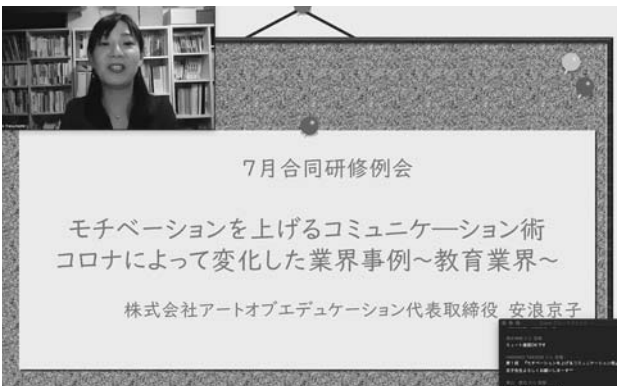 7月合同研修例会
モチベーションを上げるコミュニケーション術
コロナによって変化した業界事例～教育業界～
株式会社アートオブエデュケーション代表取締役 安浪京子